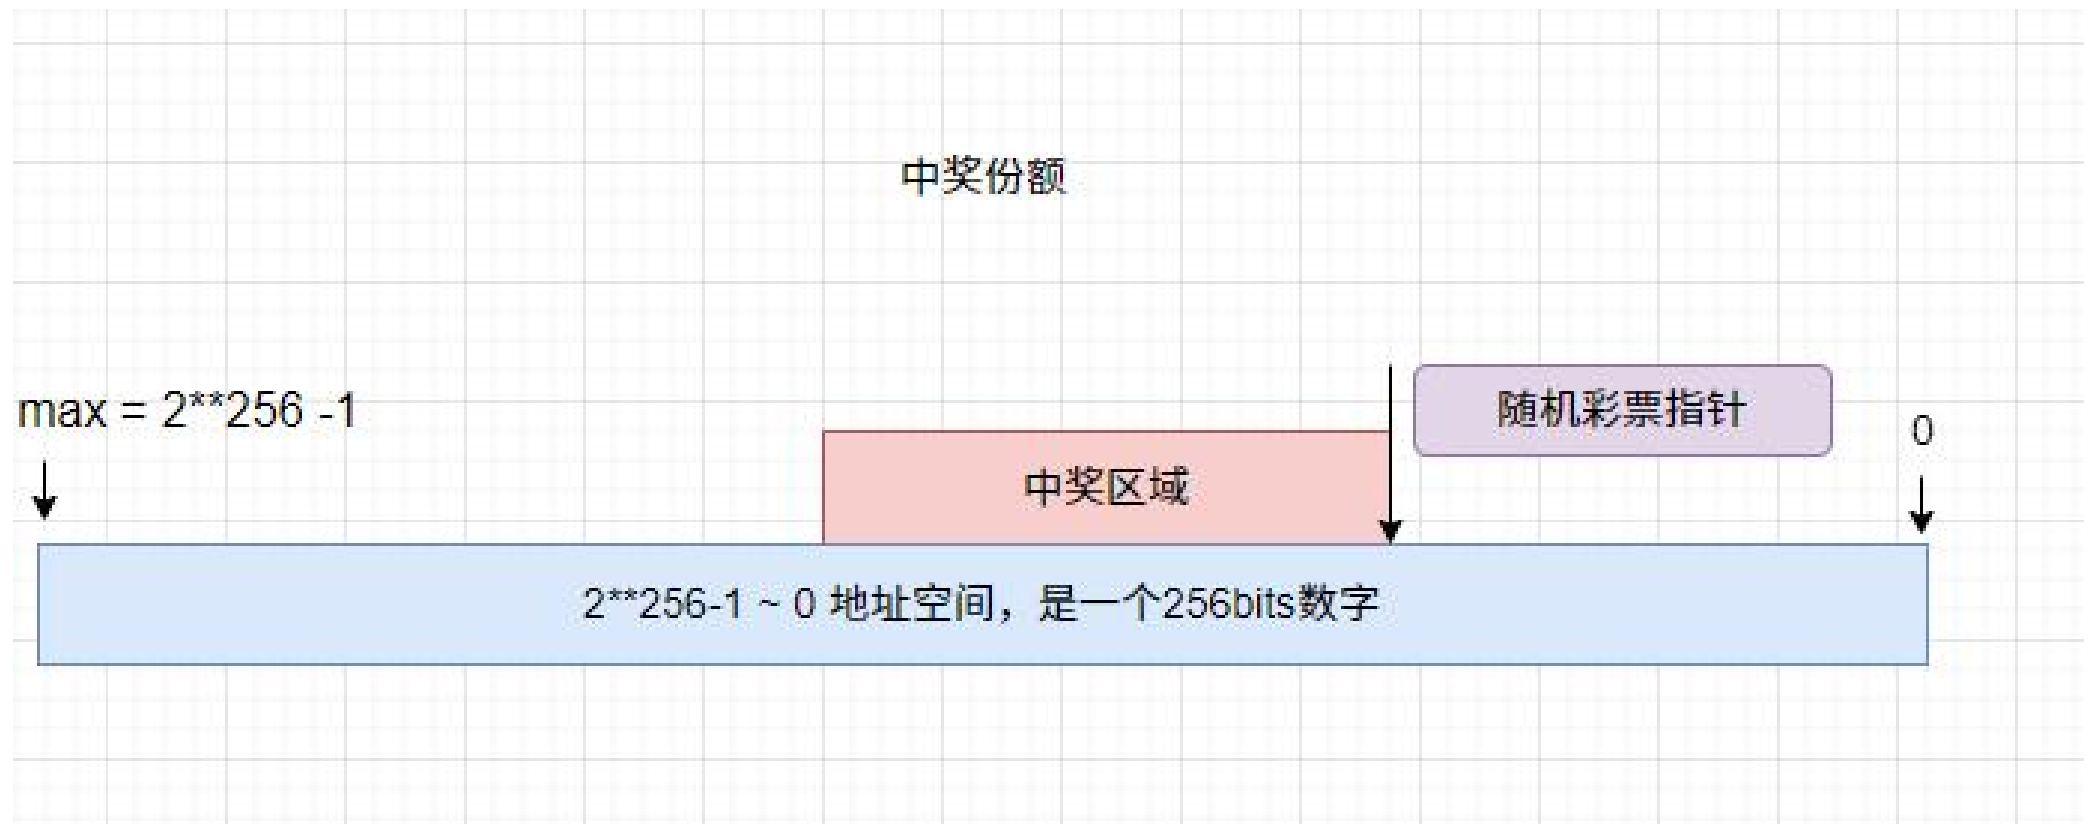 中奖份额
max = 2**256 -1
随机彩票指针
0
中奖区域
2**256-1 ~ 0 地址空间，是一个256bits数字